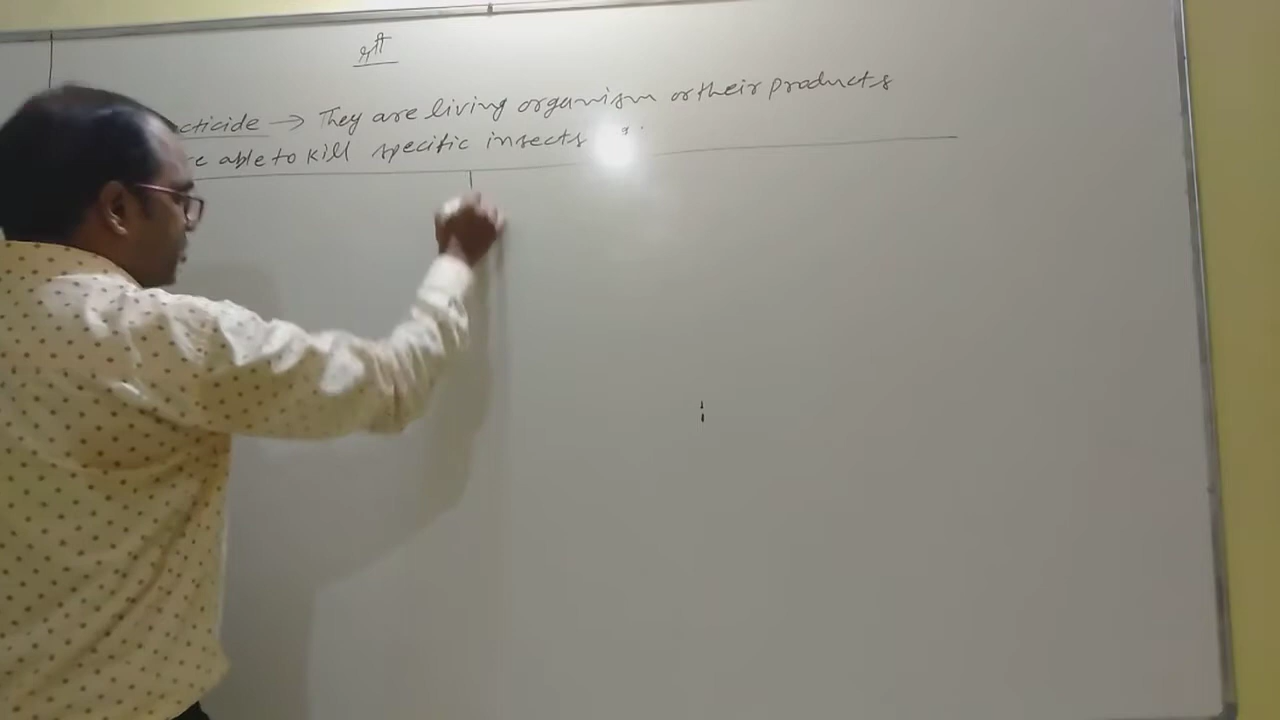 श्री
cticide → They are living organism or their products
e able to kill specific insects